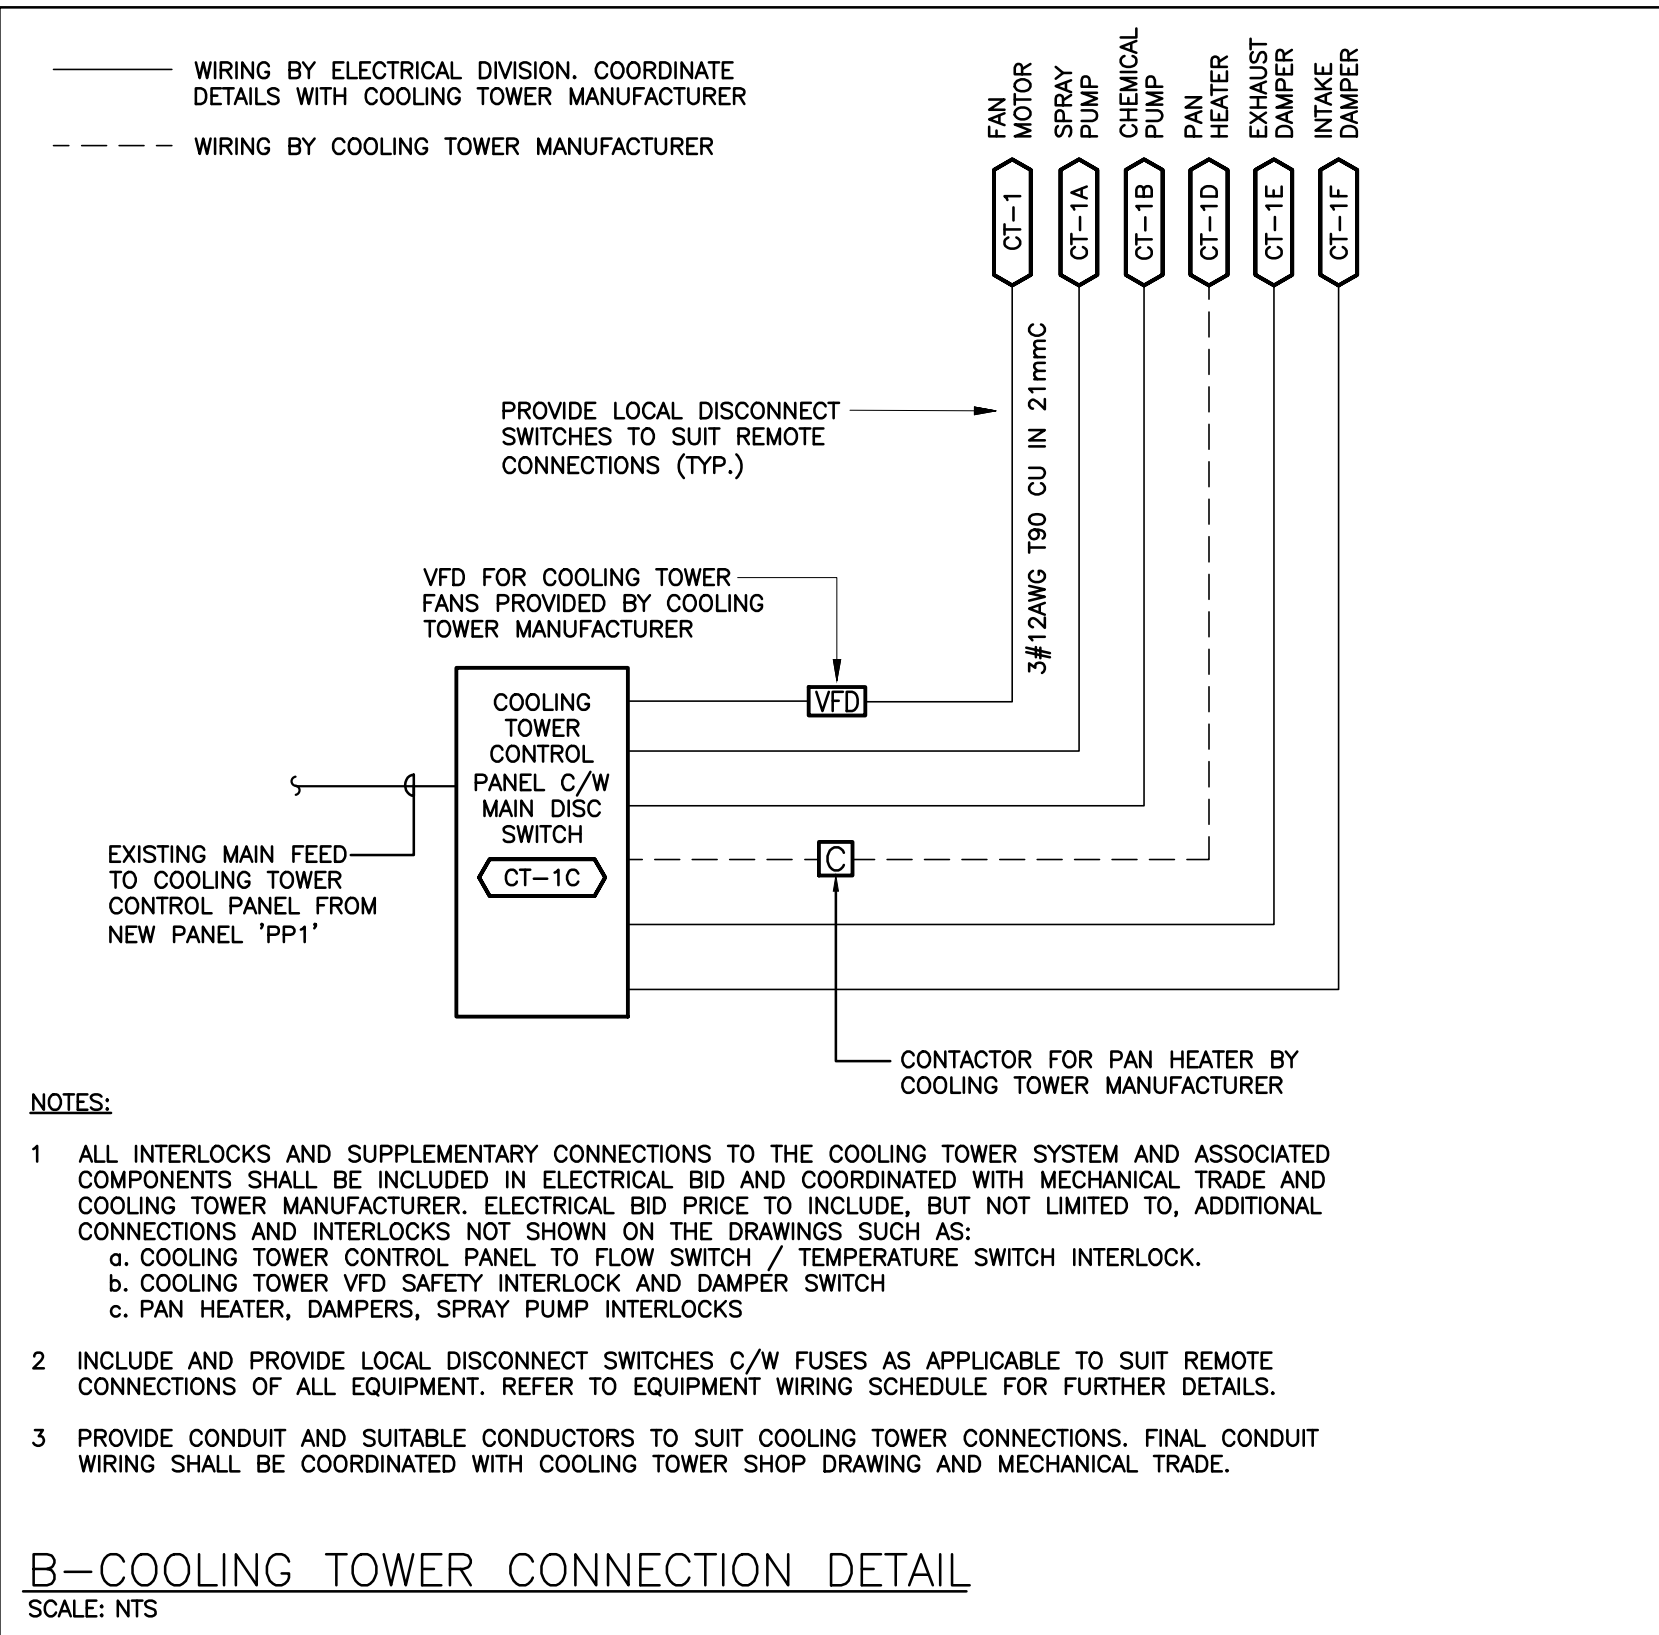 WIRING BY ELECTRICAL DIVISION. COORDINATE
DETAILS WITH COOLING TOWER MANUFACTURER
WIRING BY COOLING TOWER MANUFACTURER
FAN
MOTOR
SPRAY
PUMP
CHEMICAL
PUMP
PAN
HEATER
EXHAUST
DAMPER
INTAKE
DAMPER
CT-1
CT-1A
CT-1B
CT-1D
CT-1E
CT-1F
3#12AWG T90 CU IN 21mmC
PROVIDE LOCAL DISCONNECT
SWITCHES TO SUIT REMOTE
CONNECTIONS (TYP.)
VFD FOR COOLING TOWER
FANS PROVIDED BY COOLING
TOWER MANUFACTURER
VFD
COOLING
TOWER
CONTROL
PANEL C/W
MAIN DISC
SWITCH
CT-1C
C
EXISTING MAIN FEED
TO COOLING TOWER
CONTROL PANEL FROM
NEW PANEL 'PP1'
CONTACTOR FOR PAN HEATER BY
COOLING TOWER MANUFACTURER
NOTES:
1 ALL INTERLOCKS AND SUPPLEMENTARY CONNECTIONS TO THE COOLING TOWER SYSTEM AND ASSOCIATED
COMPONENTS SHALL BE INCLUDED IN ELECTRICAL BID AND COORDINATED WITH MECHANICAL TRADE AND
COOLING TOWER MANUFACTURER. ELECTRICAL BID PRICE TO INCLUDE, BUT NOT LIMITED TO, ADDITIONAL
CONNECTIONS AND INTERLOCKS NOT SHOWN ON THE DRAWINGS SUCH AS:
a. COOLING TOWER CONTROL PANEL TO FLOW SWITCH / TEMPERATURE SWITCH INTERLOCK.
b. COOLING TOWER VFD SAFETY INTERLOCK AND DAMPER SWITCH
c. PAN HEATER, DAMPERS, SPRAY PUMP INTERLOCKS
2 INCLUDE AND PROVIDE LOCAL DISCONNECT SWITCHES C/W FUSES AS APPLICABLE TO SUIT REMOTE
CONNECTIONS OF ALL EQUIPMENT. REFER TO EQUIPMENT WIRING SCHEDULE FOR FURTHER DETAILS.
3 PROVIDE CONDUIT AND SUITABLE CONDUCTORS TO SUIT COOLING TOWER CONNECTIONS. FINAL CONDUIT
WIRING SHALL BE COORDINATED WITH COOLING TOWER SHOP DRAWING AND MECHANICAL TRADE.
B-COOLING TOWER CONNECTION DETAIL
SCALE: NTS